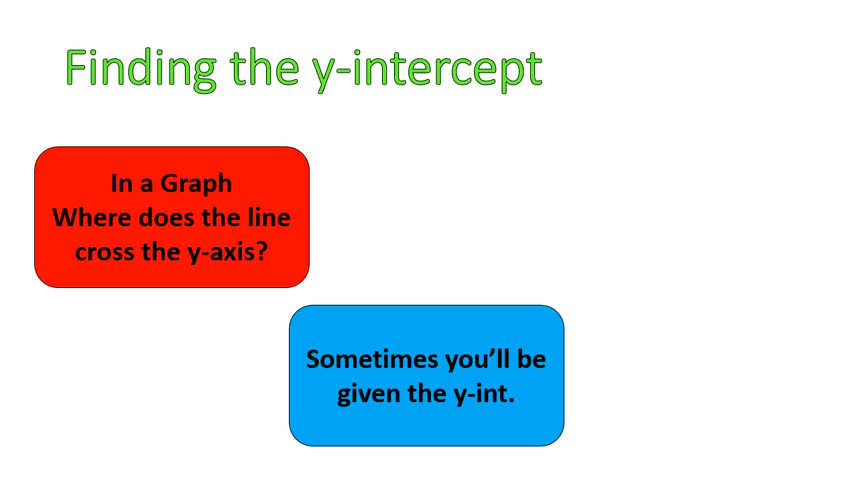 Finding the y-intercept
In a Graph
Where does the line
cross the y-axis?
Sometimes you’ll be
given the y-int.